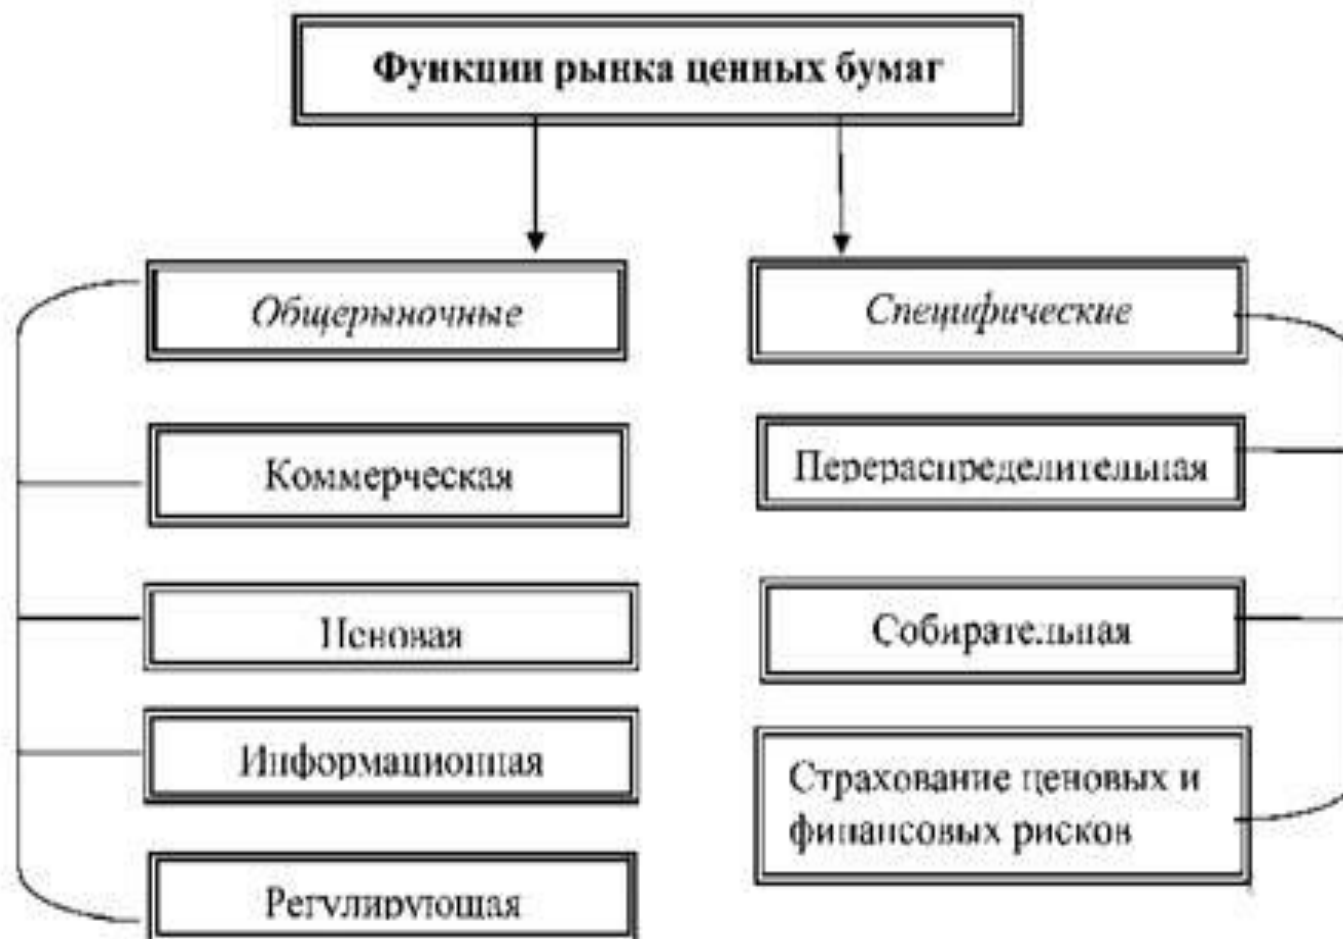 Функции рынка ценных бумаг
Общерыночные
Специфические
Коммерческая
Перераспределительная
Ценовая
Собирательная
Информационная
Страхование ценовых и
финансовых рисков
Регулирующая